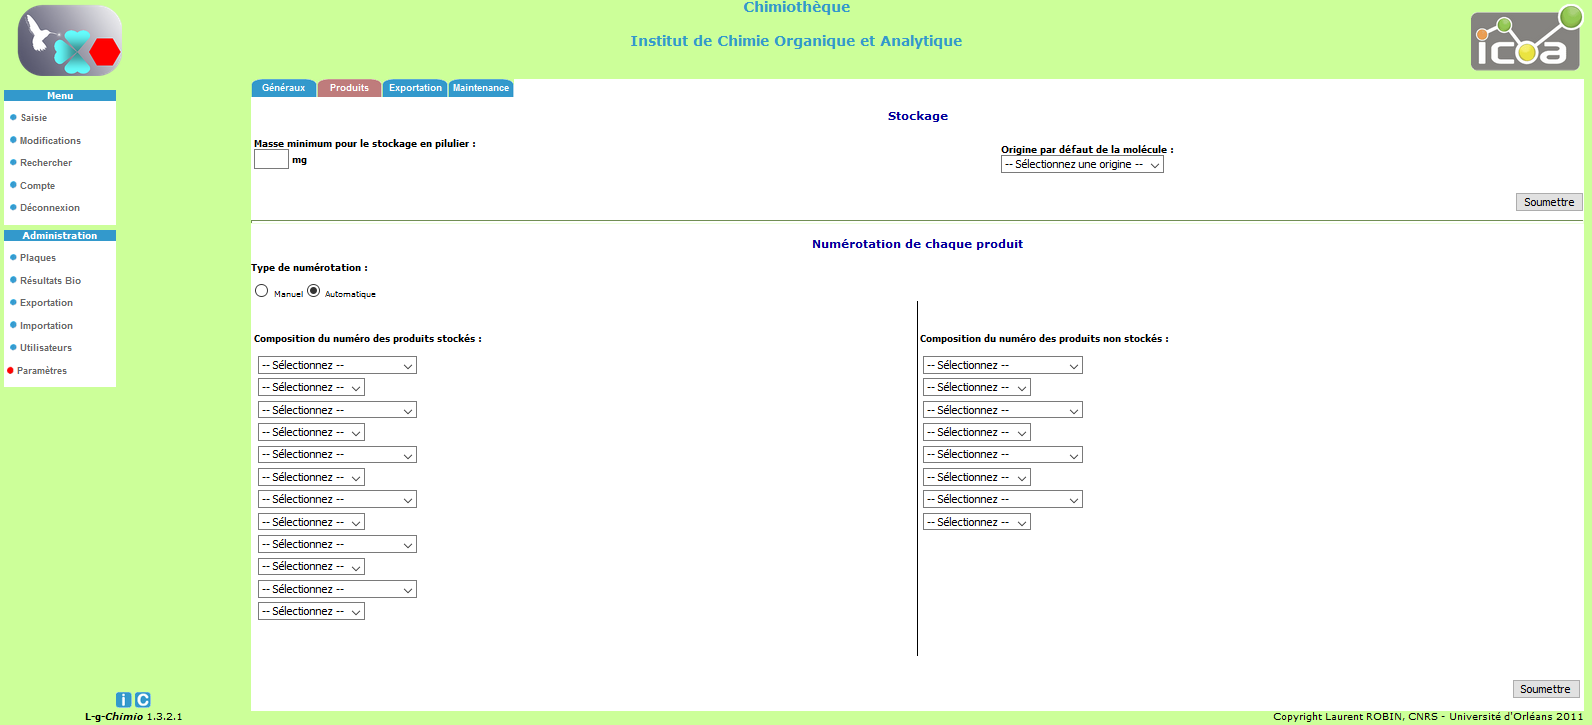 Chimiothèque
Institut de Chimie Organique et Analytique
icoa
Menu
Saisie
Modifications
Rechercher
Compte
Déconnexion
Administration
Plaques
Résultats Bio
Exportation
Importation
Utilisateurs
Paramètres
Généraux Produits Exportation Maintenance
Stockage
Masse minimum pour le stockage en pilulier :
mg
Origine par défaut de la molécule :
-- Sélectionnez une origine --
Soumettre
Numérotation de chaque produit
Type de numérotation :
Manuel Automatique
Composition du numéro des produits stockés :
-- Sélectionnez --
-- Sélectionnez --
-- Sélectionnez --
-- Sélectionnez --
-- Sélectionnez --
-- Sélectionnez --
-- Sélectionnez --
-- Sélectionnez --
-- Sélectionnez --
-- Sélectionnez --
-- Sélectionnez --
-- Sélectionnez --
Composition du numéro des produits non stockés :
-- Sélectionnez --
-- Sélectionnez --
-- Sélectionnez --
-- Sélectionnez --
-- Sélectionnez --
-- Sélectionnez --
-- Sélectionnez --
-- Sélectionnez --
Soumettre
i C
L-g-Chimio 1.3.2.1
Copyright Laurent ROBIN, CNRS - Université d'Orléans 2011